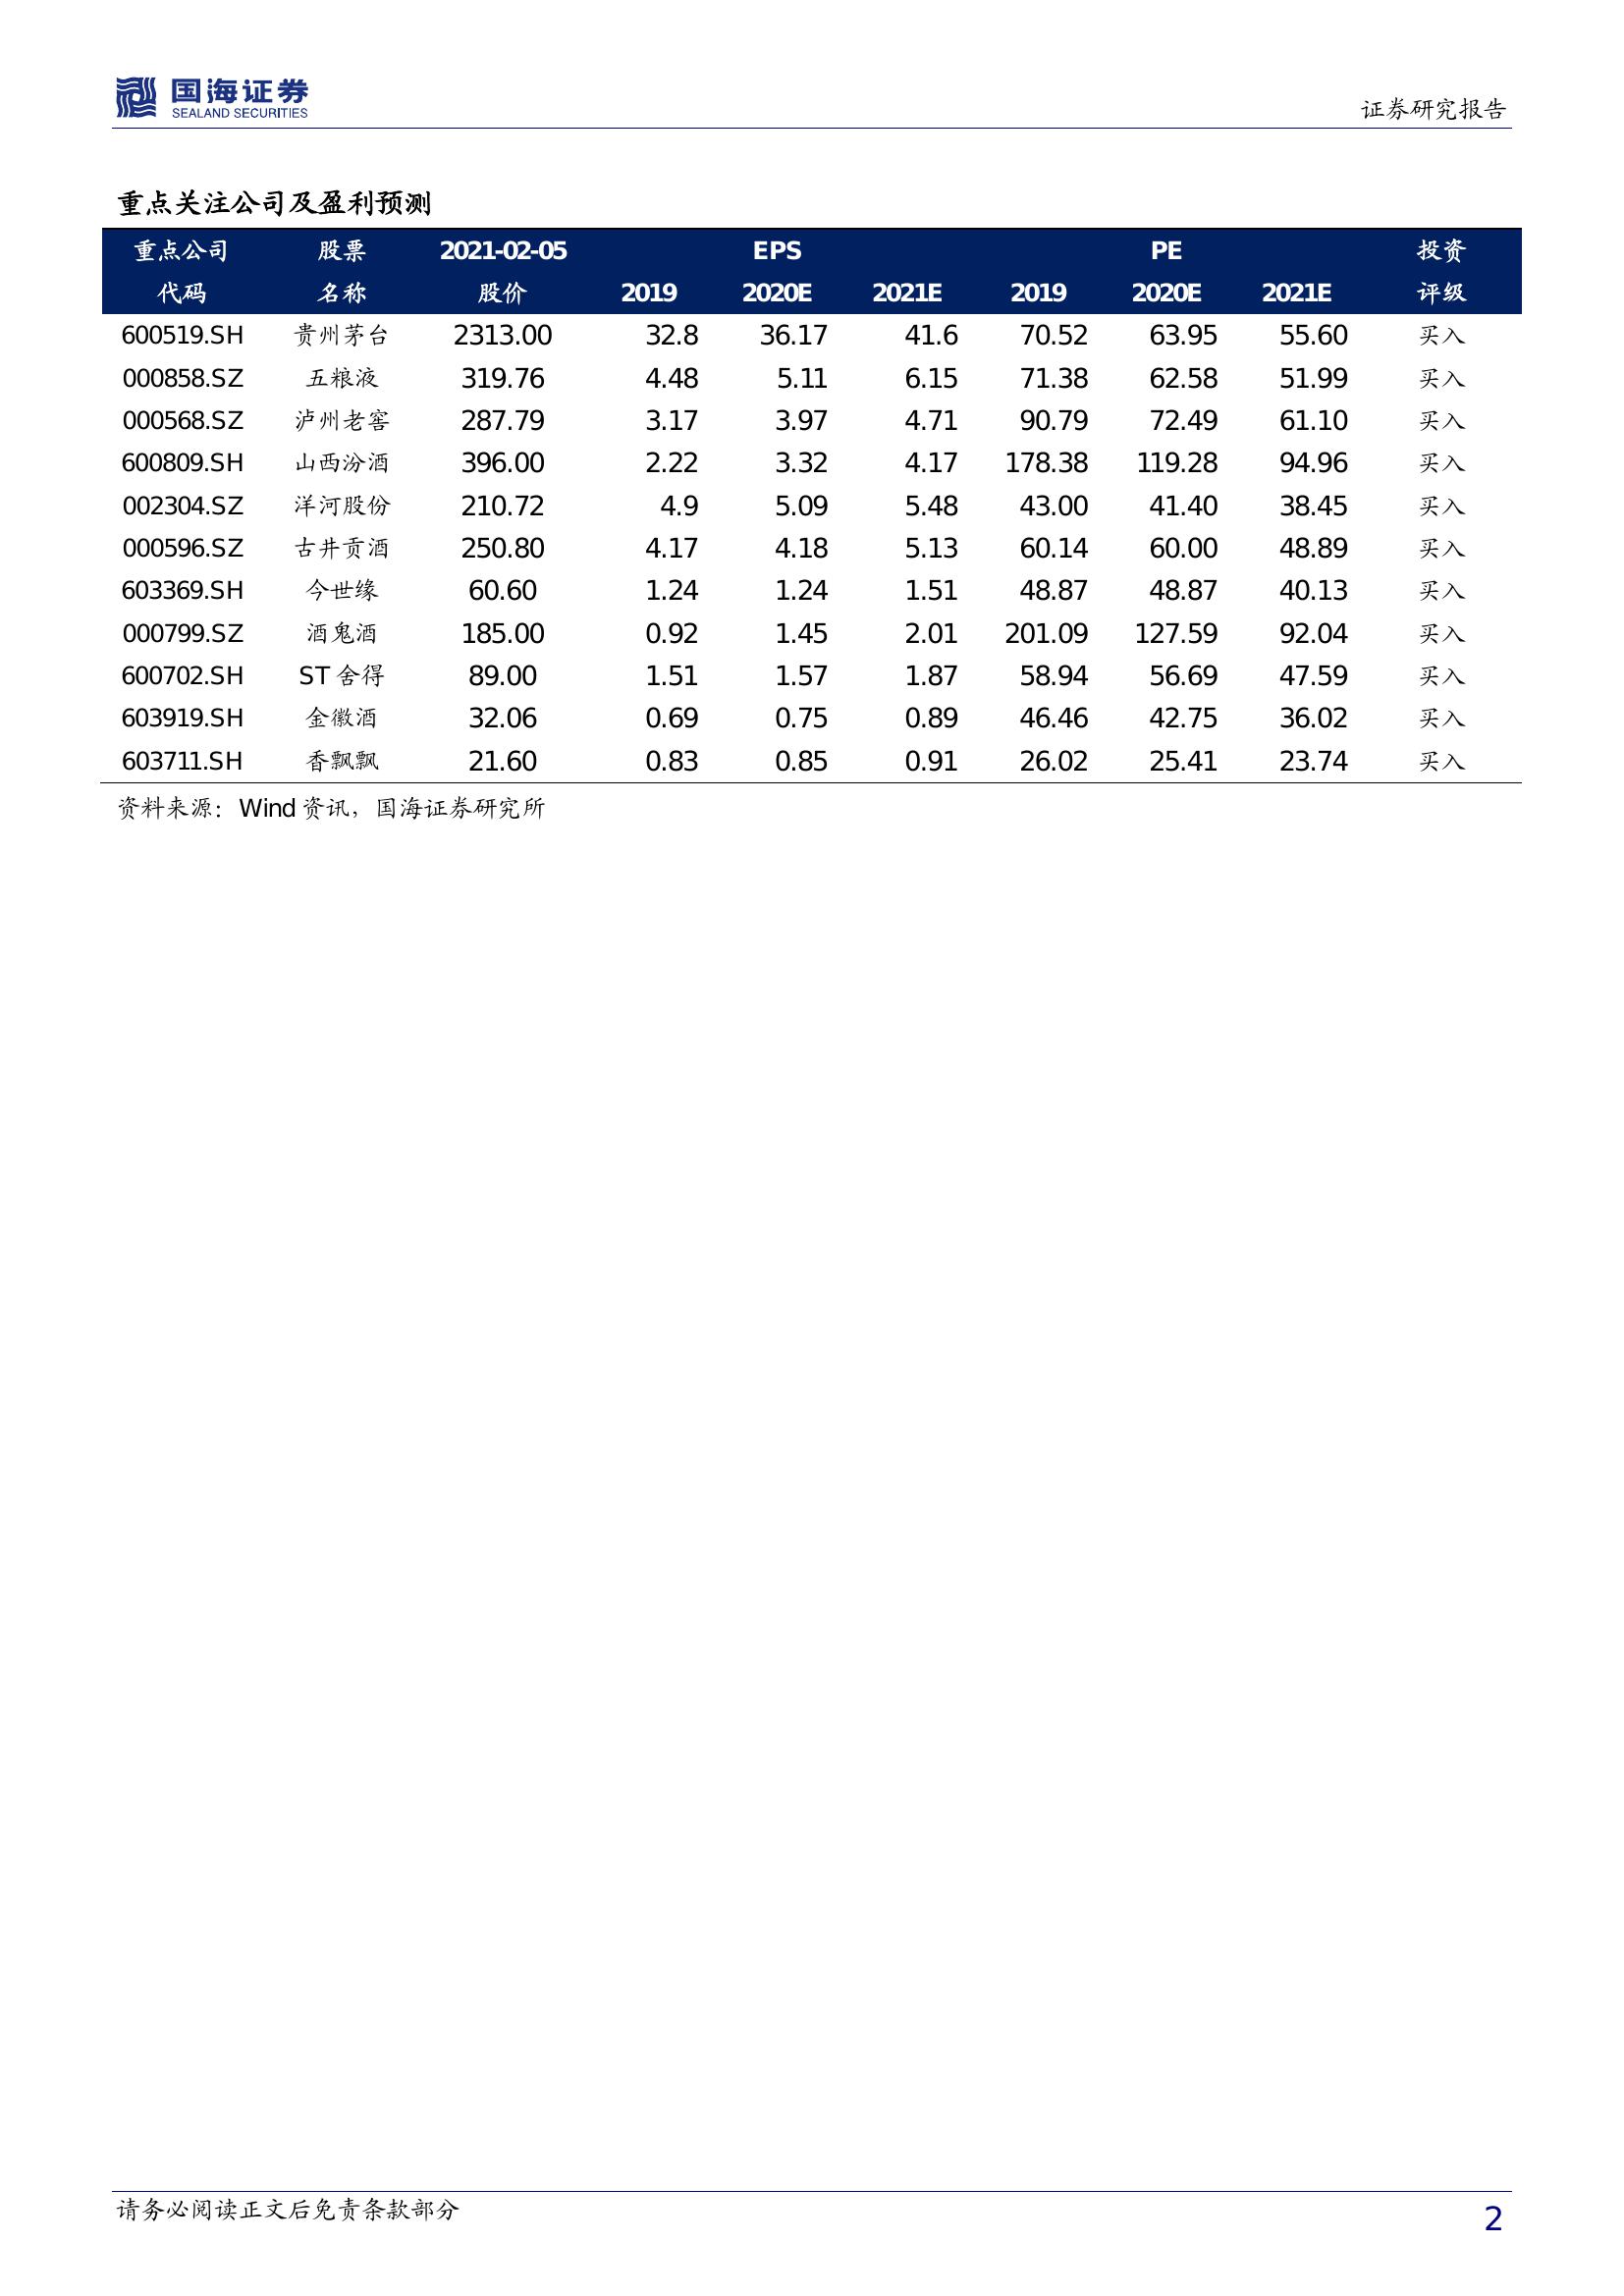 国海证券
SEALAND SECURITIES
证券研究报告
重点关注公司及盈利预测
重点公司 股票 2021-02-05 EPS PE 投资
代码 名称 股价 2019 2020E 2021E 2019 2020E 2021E 评级
600519.SH 贵州茅台 2313.00 32.8 36.17 41.6 70.52 63.95 55.60 买入
000858.SZ 五粮液 319.76 4.48 5.11 6.15 71.38 62.58 51.99 买入
000568.SZ 泸州老窖 287.79 3.17 3.97 4.71 90.79 72.49 61.10 买入
600809.SH 山西汾酒 396.00 2.22 3.32 4.17 178.38 119.28 94.96 买入
002304.SZ 洋河股份 210.72 4.9 5.09 5.48 43.00 41.40 38.45 买入
000596.SZ 古井贡酒 250.80 4.17 4.18 5.13 60.14 60.00 48.89 买入
603369.SH 今世缘 60.60 1.24 1.24 1.51 48.87 48.87 40.13 买入
000799.SZ 酒鬼酒 185.00 0.92 1.45 2.01 201.09 127.59 92.04 买入
600702.SH ST舍得 89.00 1.51 1.57 1.87 58.94 56.69 47.59 买入
603919.SH 金徽酒 32.06 0.69 0.75 0.89 46.46 42.75 36.02 买入
603711.SH 香飘飘 21.60 0.83 0.85 0.91 26.02 25.41 23.74 买入
资料来源：Wind 资讯，国海证券研究所
请务必阅读正文后免责条款部分
2